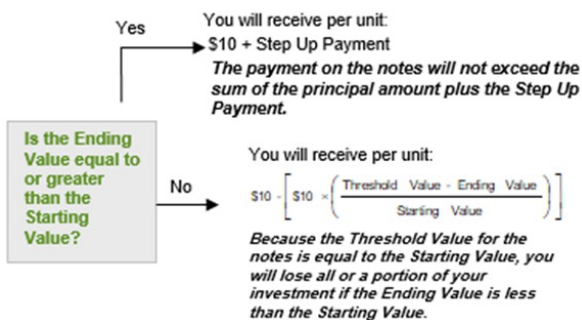 Yes
You will receive per unit:
$10 + Step Up Payment
The payment on the notes will not exceed the
sum of the principal amount plus the Step Up
Payment.
Is the Ending
Value equal to
or greater
than the
Starting
Value?
No
You will receive per unit:
$10 - [ $10 × ( Threshold Value - Ending Value
Starting Value ) ]
Because the Threshold Value for the
notes is equal to the Starting Value, you
will lose all or a portion of your
investment if the Ending Value is less
than the Starting Value.